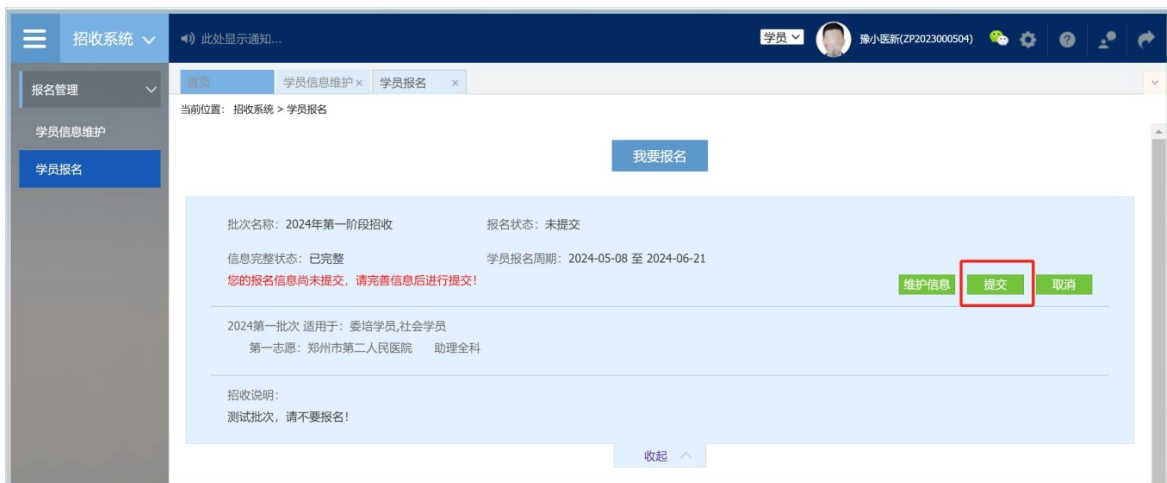 招收系统
此处显示通知...
学员
豫小医新(ZP2023000504)
报名管理
首页
学员信息维护×
学员报名 ×
当前位置: 招收系统 > 学员报名
学员信息维护
学员报名
我要报名
批次名称: 2024年第一阶段招收
报名状态: 未提交
信息完整状态: 已完整
学员报名周期: 2024-05-08 至 2024-06-21
您的报名信息尚未提交, 请完善信息后进行提交!
维护信息
提交
取消
2024第一批次 适用于: 委培学员,社会学员
第一志愿: 郑州市第二人民医院 助理全科
招收说明:
测试批次, 请不要报名!
收起